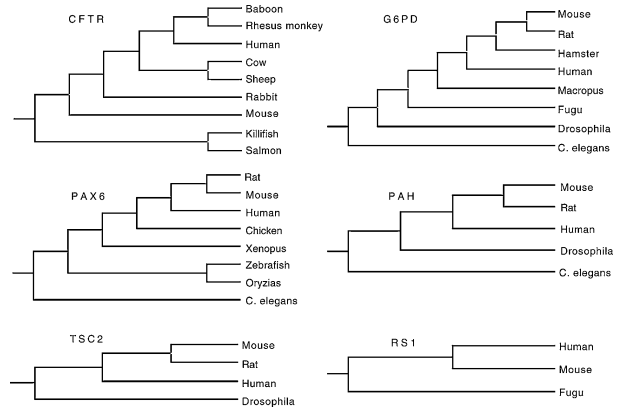 CFTR
Baboon
Rhesus monkey
Human
Cow
Sheep
Rabbit
Mouse
Killifish
Salmon
G6PD
Mouse
Rat
Hamster
Human
Macropus
Fugu
Drosophila
C. elegans
PAX6
Rat
Mouse
Human
Chicken
Xenopus
Zebrafish
Oryzias
C. elegans
PAH
Mouse
Rat
Human
Drosophila
C. elegans
TSC2
Mouse
Rat
Human
Drosophila
RS1
Human
Mouse
Fugu